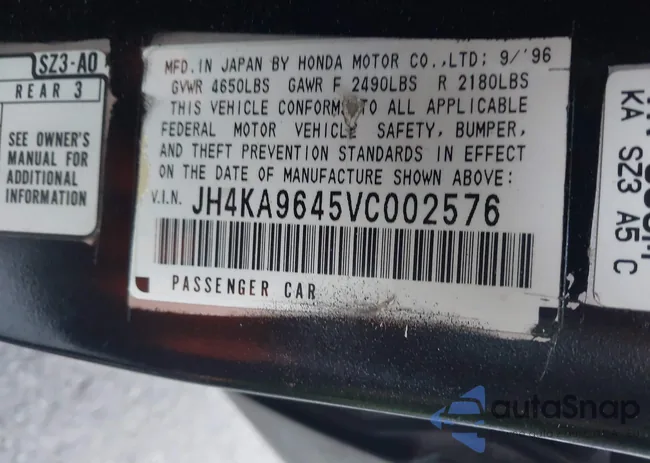 SZ3-A0
REAR 3
SEE OWNER'S
MANUAL FOR
ADDITIONAL
INFORMATION
MFD. IN JAPAN BY HONDA MOTOR CO.,LTD; 9/'96
GVWR 4650LBS GAWR F 2490LBS R 2180LBS
THIS VEHICLE CONFORMS TO ALL APPLICABLE
FEDERAL MOTOR VEHICLE SAFETY, BUMPER,
AND THEFT PREVENTION STANDARDS IN EFFECT
ON THE DATE OF MANUFACTURE SHOWN ABOVE:
V.I.N. JH4KA9645VC002576
PASSENGER CAR
KA SZ3 A5 C
autoSnap